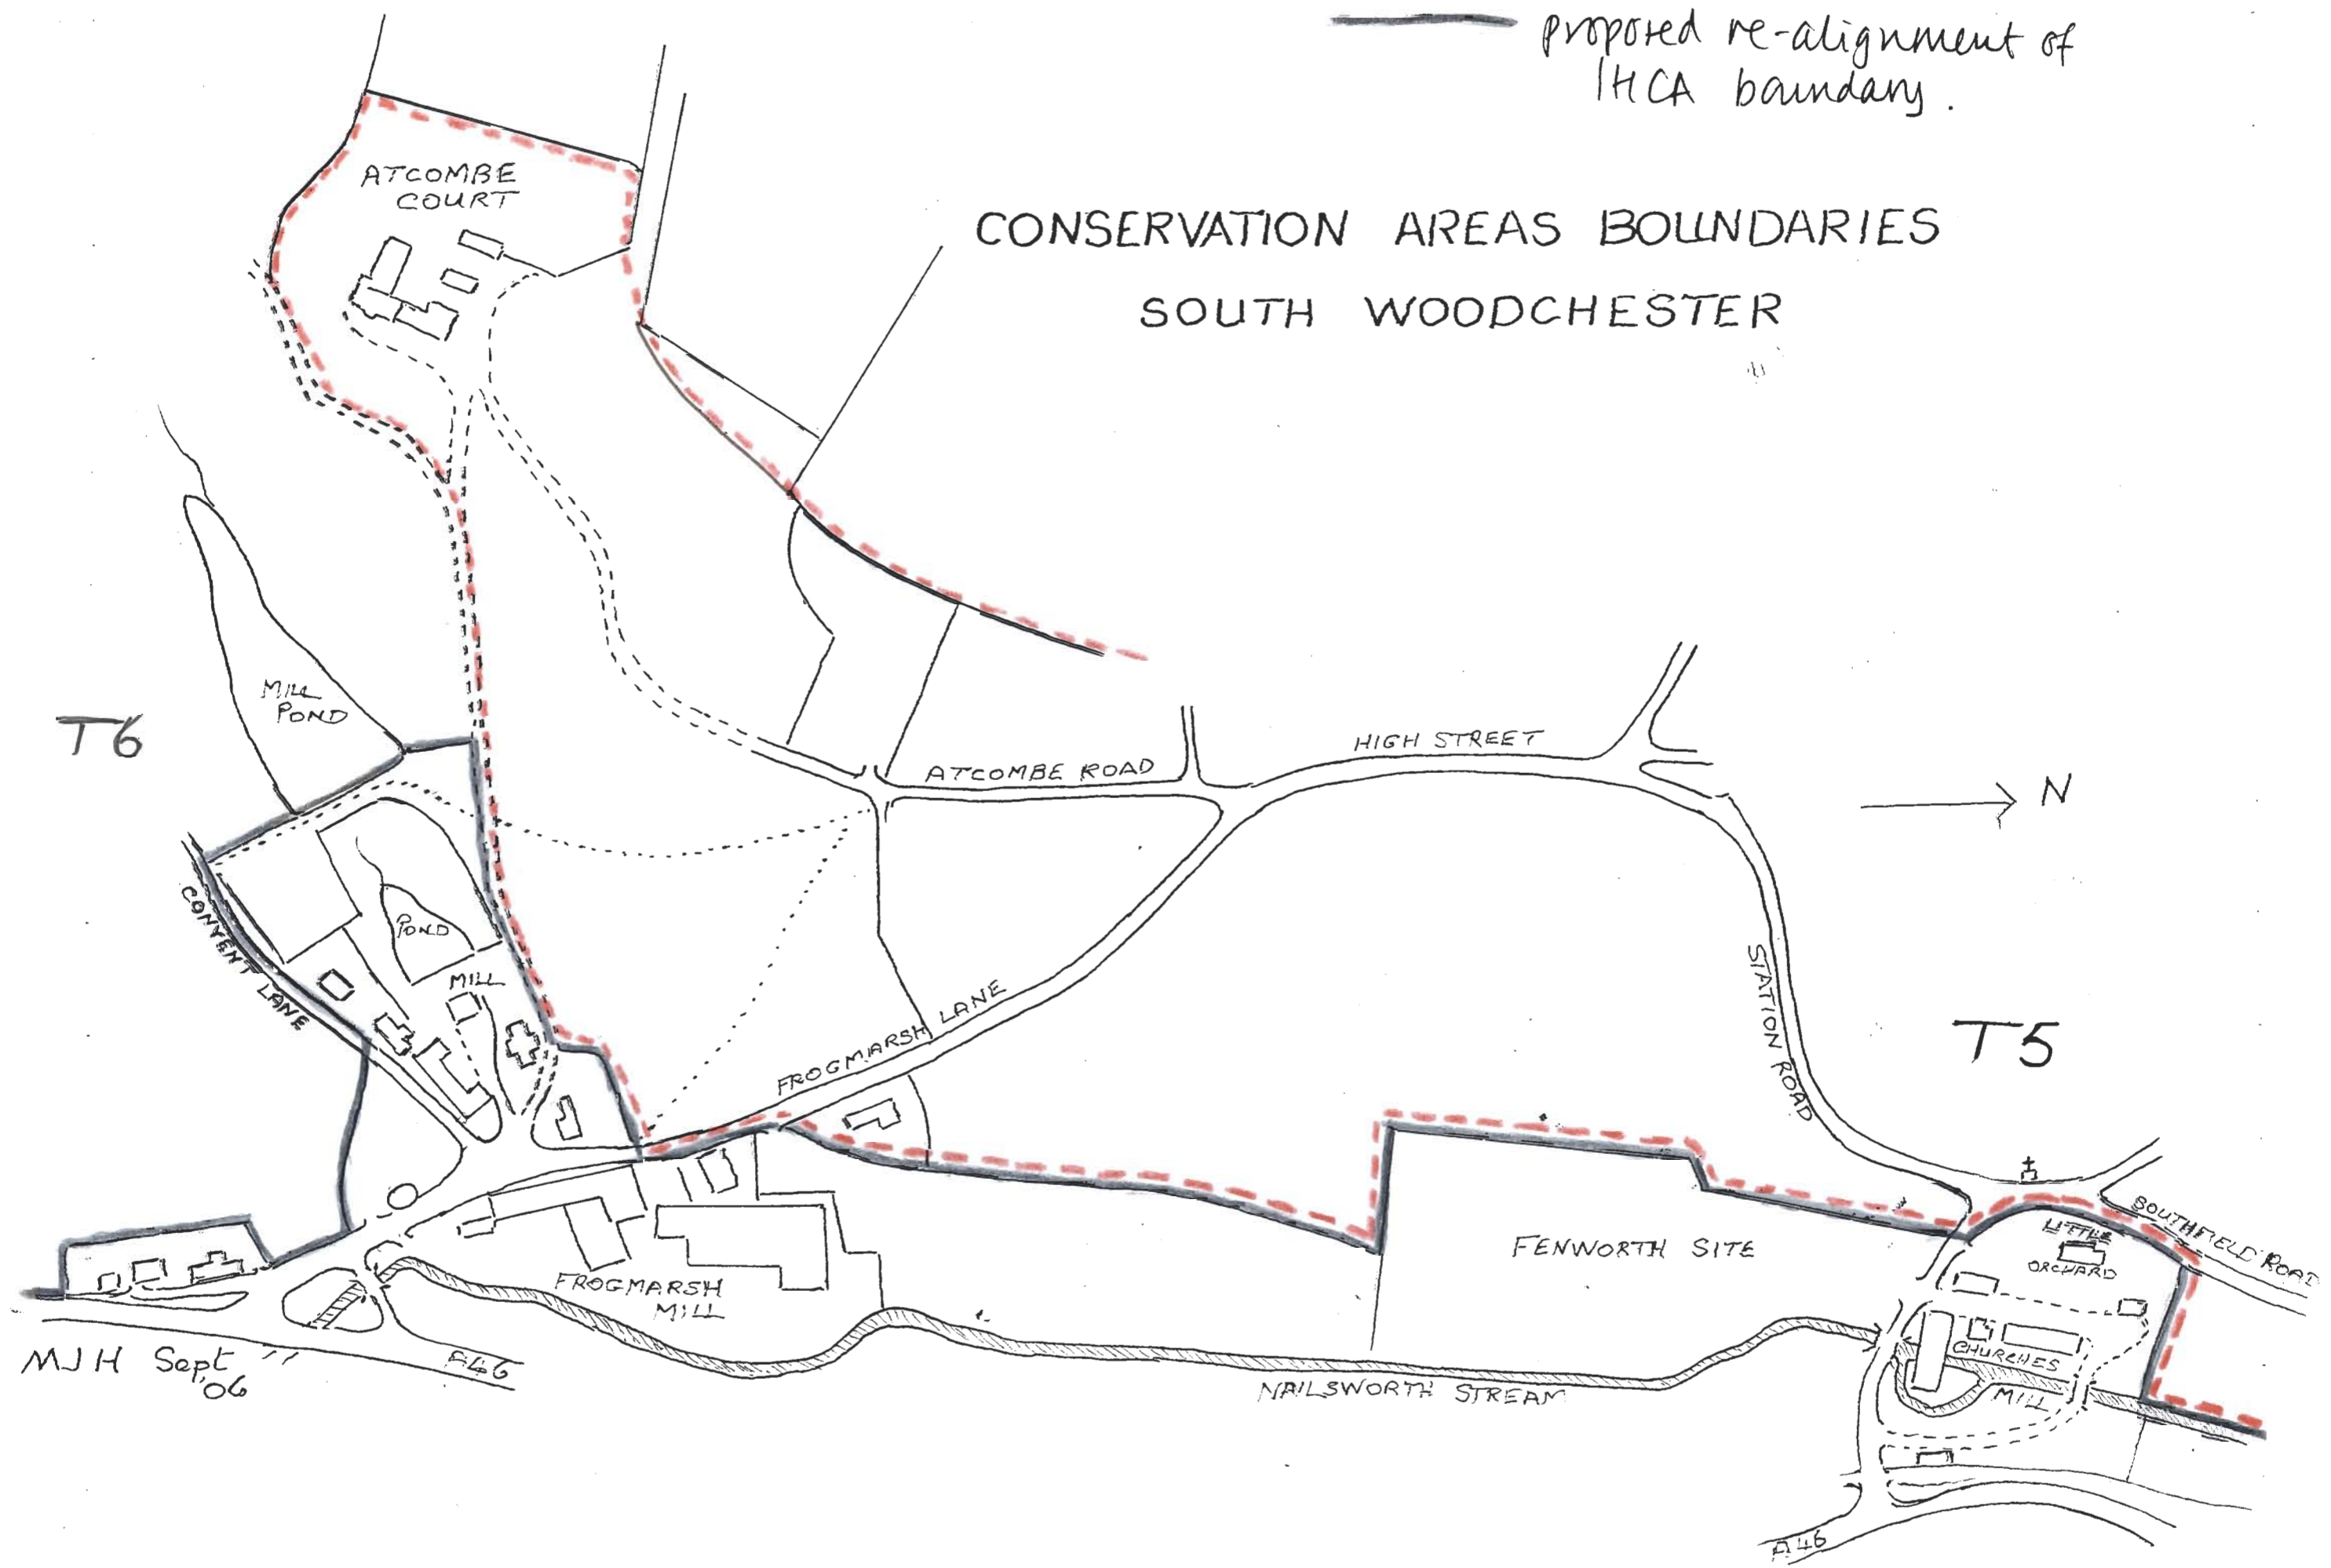 proposed re-alignment of
IHCA boundary.
CONSERVATION AREAS BOUNDARIES
SOUTH WOODCHESTER
ATCOMBE
COURT
MILL
POND
T6
HIGH STREET
ATCOMBE ROAD
N
CONVENT LANE
POND
MILL
STATION ROAD
T5
FROGMARSH LANE
SOUTHFIELD ROAD
LITTLE
ORCHARD
FENWORTH SITE
FROGMARSH
MILL
CHURCHES
MILL
NAILSWORTH STREAM
A46
MJH Sept,
06
A46